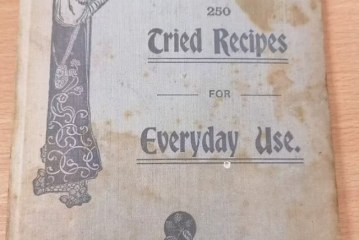 250
Tried Recipes
FOR
Everyday Use.